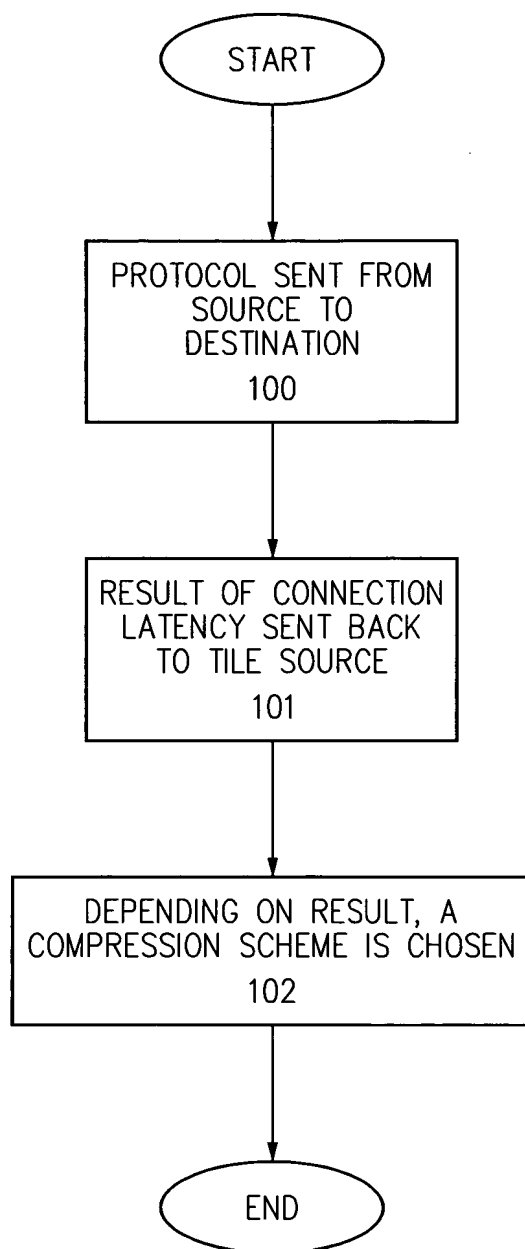 START
PROTOCOL SENT FROM
SOURCE TO
DESTINATION
100
RESULT OF CONNECTION
LATENCY SENT BACK
TO TILE SOURCE
101
DEPENDING ON RESULT, A
COMPRESSION SCHEME IS CHOSEN
102
END